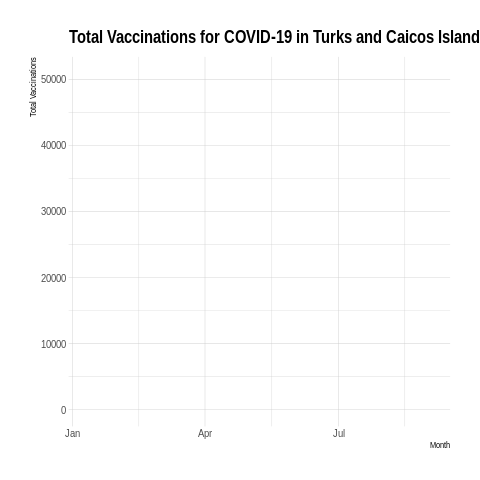 Total Vaccinations for COVID-19 in Turks and Caicos Island
Total Vaccinations
50000
40000
30000
20000
10000
0
Jan Apr Jul
Month